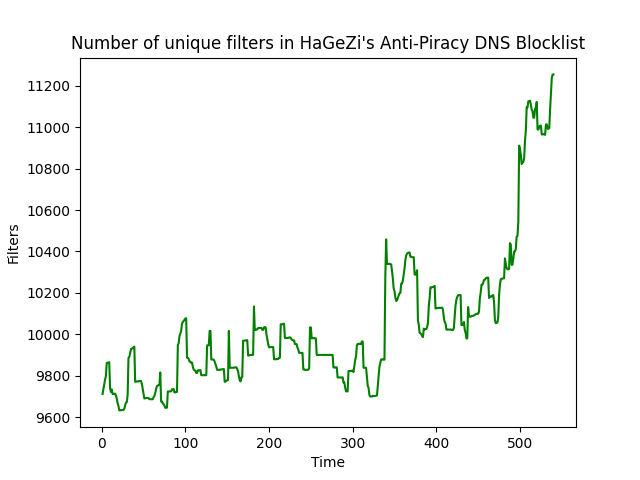 Number of unique filters in HaGeZi's Anti-Piracy DNS Blocklist
11200
11000
10800
10600
10400
10200
10000
9800
9600
Filters
0 100 200 300 400 500
Time